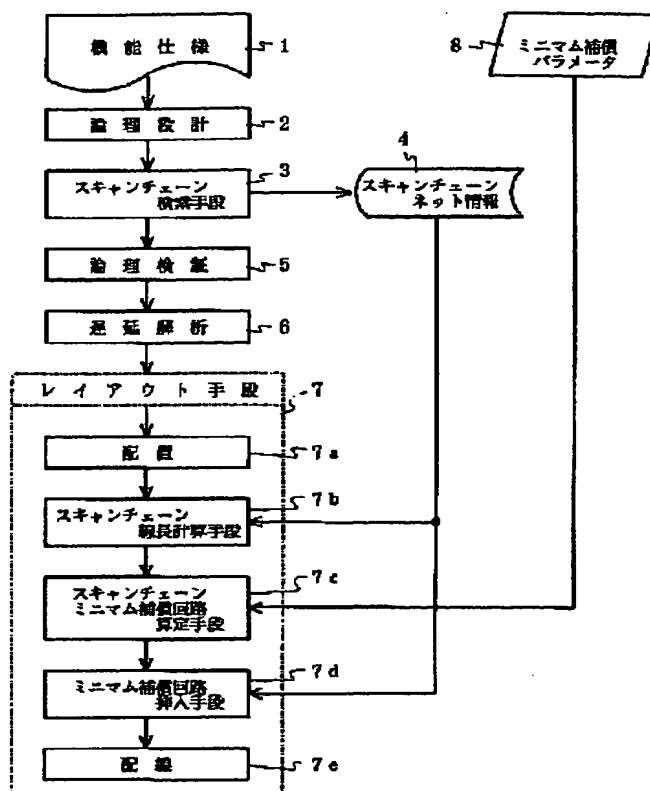 機能仕様
1
8
ミニマム補償
パラメータ
論理設計
2
スキャンチェーン
検索手段
3
4
スキャンチェーン
ネット情報
論理検証
5
遅延解析
6
レイアウト手段
7
配置
7a
スキャンチェーン
線長計算手段
7b
スキャンチェーン
ミニマム補償回路
算定手段
7c
ミニマム補償回路
挿入手段
7d
配線
7e